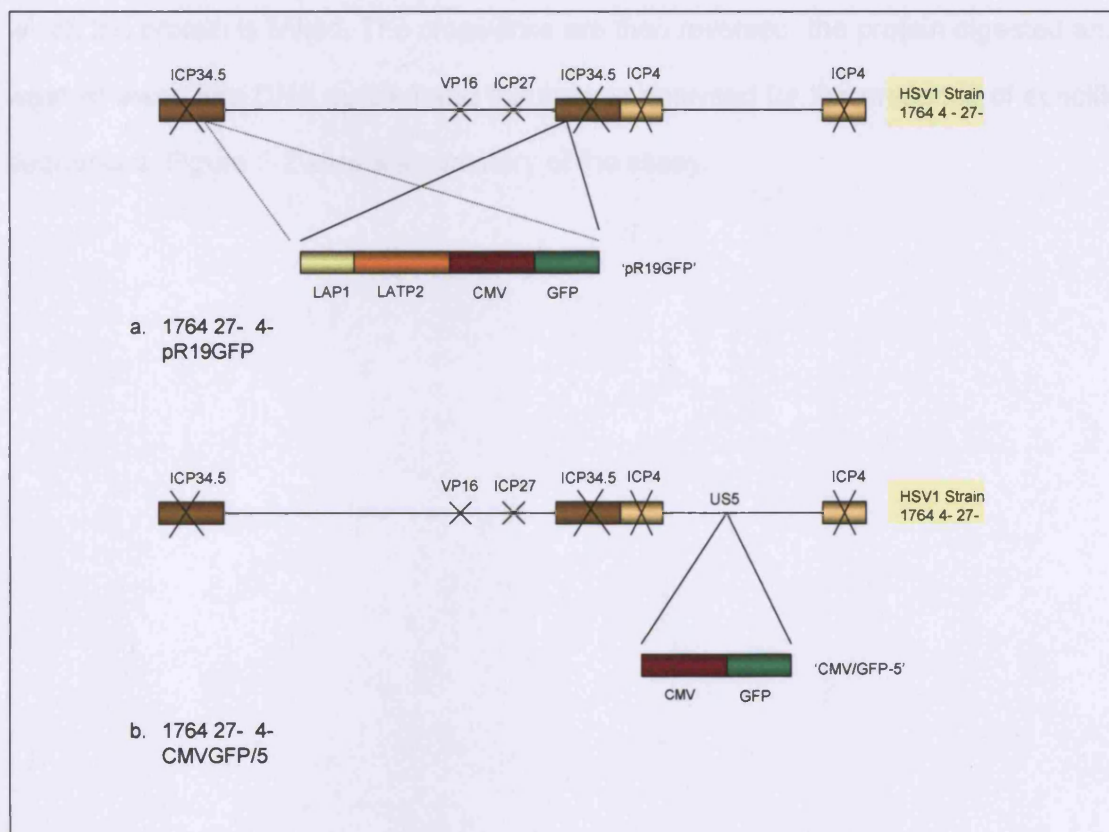 ICP34.5 VP16 ICP27 ICP34.5 ICP4 ICP4
HSV1 Strain
1764 4 - 27-
'pR19GFP'
LAP1 LATP2 CMV GFP
a. 1764 27- 4-
pR19GFP
ICP34.5 VP16 ICP27 ICP34.5 ICP4 US5 ICP4
HSV1 Strain
1764 4- 27-
'CMV/GFP-5'
CMV GFP
b. 1764 27- 4-
CMVGFP/5